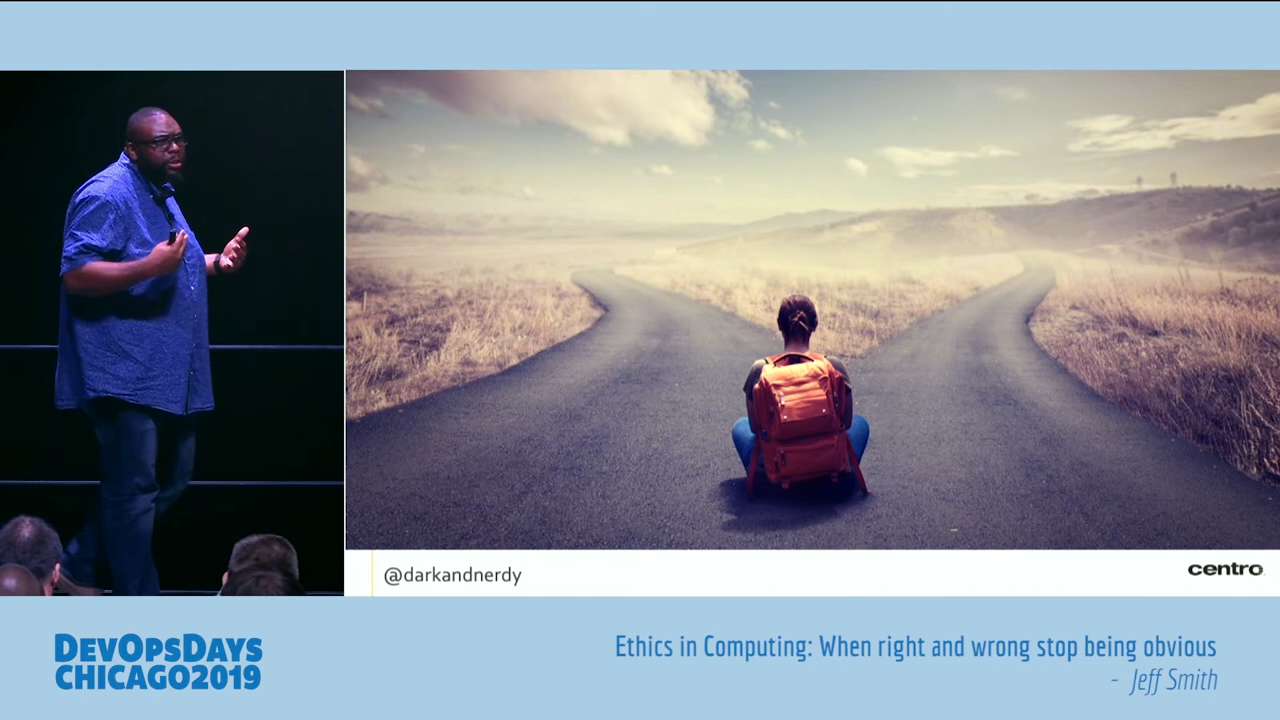 @darkandnerdy
centro
DEVOPSDAYS
CHICAGO2019
Ethics in Computing: When right and wrong stop being obvious
- Jeff Smith